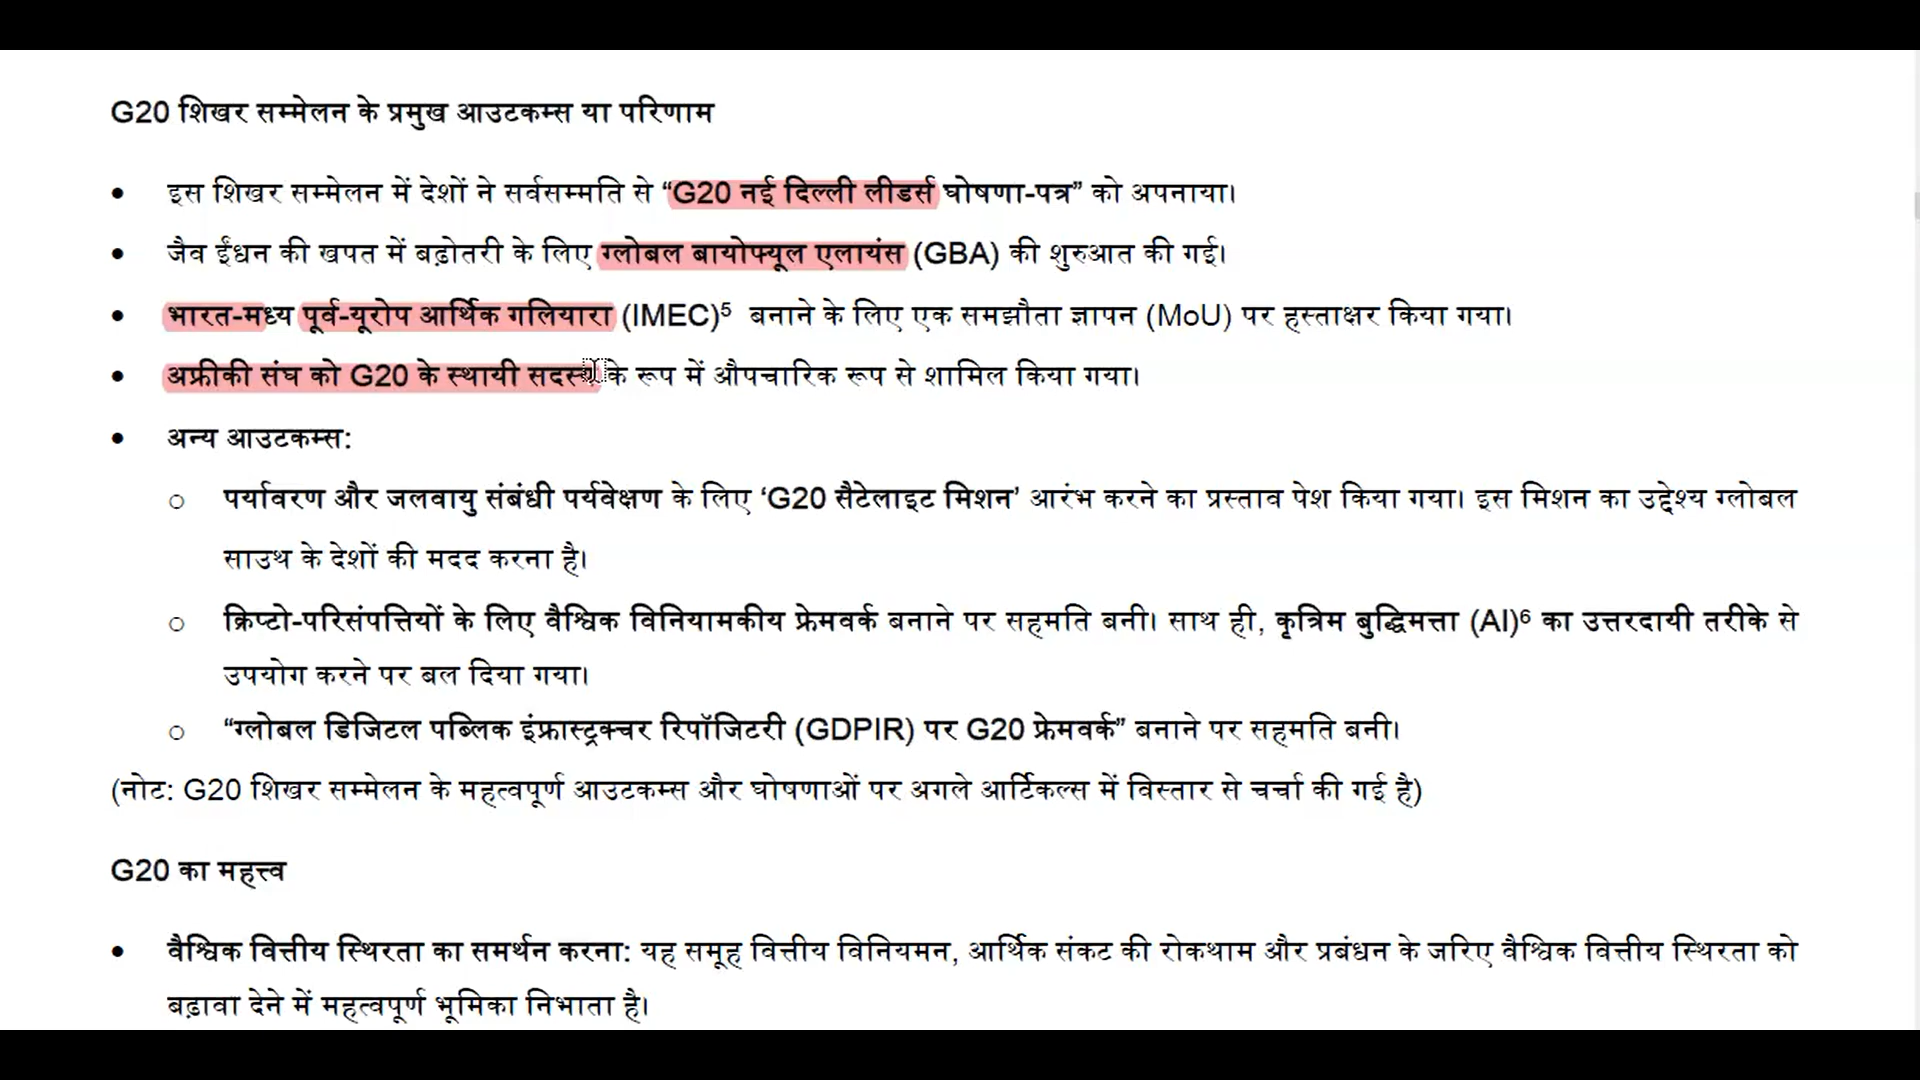 G20 शिखर सम्मेलन के प्रमुख आउटकम्स या परिणाम
• इस शिखर सम्मेलन में देशों ने सर्वसम्मति से “G20 नई दिल्ली लीडर्स घोषणा-पत्र” को अपनाया।
• जैव ईंधन की खपत में बढ़ोतरी के लिए ग्लोबल बायोफ्यूल एलायंस (GBA) की शुरुआत की गई।
• भारत-मध्य पूर्व-यूरोप आर्थिक गलियारा (IMEC)⁵ बनाने के लिए एक समझौता ज्ञापन (MoU) पर हस्ताक्षर किया गया।
• अफ्रीकी संघ को G20 के स्थायी सदस्य के रूप में औपचारिक रूप से शामिल किया गया।
• अन्य आउटकम्स:
○ पर्यावरण और जलवायु संबंधी पर्यवेक्षण के लिए ‘G20 सैटेलाइट मिशन’ आरंभ करने का प्रस्ताव पेश किया गया। इस मिशन का उद्देश्य ग्लोबल
साउथ के देशों की मदद करना है।
○ क्रिप्टो-परिसंपत्तियों के लिए वैश्विक विनियामकीय फ्रेमवर्क बनाने पर सहमति बनी। साथ ही, कृत्रिम बुद्धिमत्ता (AI)⁶ का उत्तरदायी तरीके से
उपयोग करने पर बल दिया गया।
○ “ग्लोबल डिजिटल पब्लिक इंफ्रास्ट्रक्चर रिपॉजिटरी (GDPIR) पर G20 फ्रेमवर्क” बनाने पर सहमति बनी।
(नोट: G20 शिखर सम्मेलन के महत्वपूर्ण आउटकम्स और घोषणाओं पर अगले आर्टिकल्स में विस्तार से चर्चा की गई है)
G20 का महत्त्व
• वैश्विक वित्तीय स्थिरता का समर्थन करना: यह समूह वित्तीय विनियमन, आर्थिक संकट की रोकथाम और प्रबंधन के जरिए वैश्विक वित्तीय स्थिरता को
बढ़ावा देने में महत्वपूर्ण भूमिका निभाता है।